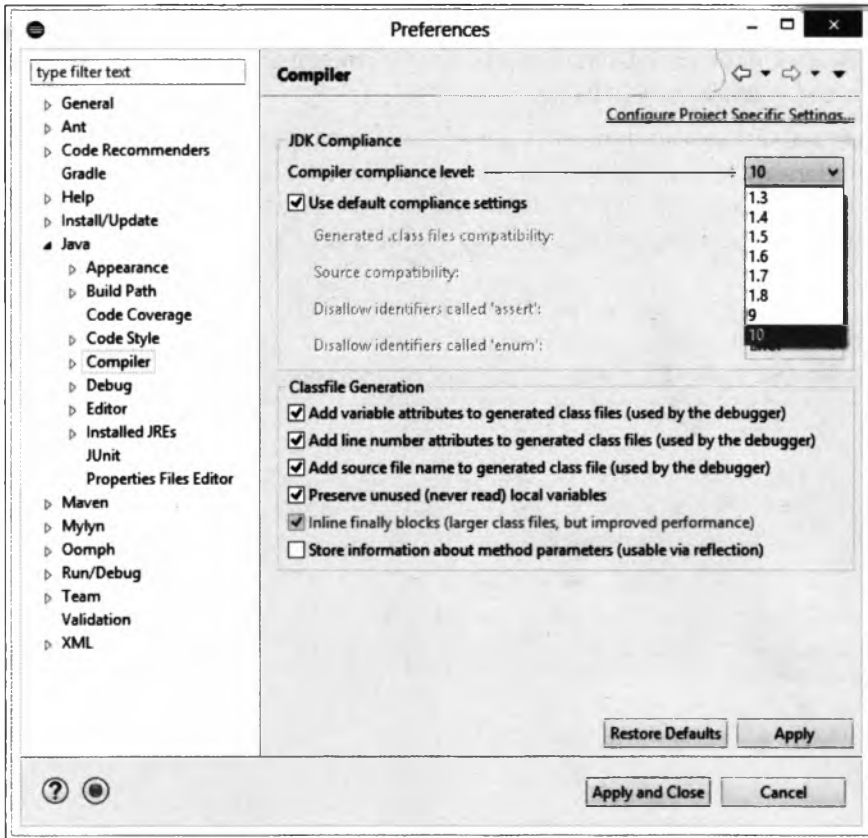 Preferences
type filter text
General
Ant
Code Recommenders
Gradle
Help
Install/Update
Java
Appearance
Build Path
Code Coverage
Code Style
Compiler
Debug
Editor
Installed JREs
JUnit
Properties Files Editor
Maven
Mylyn
Oomph
Run/Debug
Team
Validation
XML
Compiler
Configure Project Specific Settings...
JDK Compliance
Compiler compliance level: 10
1.3
1.4
1.5
1.6
1.7
1.8
9
10
Use default compliance settings
Generated .class files compatibility:
Source compatibility:
Disallow identifiers called 'assert':
Disallow identifiers called 'enum':
Classfile Generation
Add variable attributes to generated class files (used by the debugger)
Add line number attributes to generated class files (used by the debugger)
Add source file name to generated class file (used by the debugger)
Preserve unused (never read) local variables
Inline finally blocks (larger class files, but improved performance)
Store information about method parameters (usable via reflection)
Restore Defaults Apply
Apply and Close Cancel